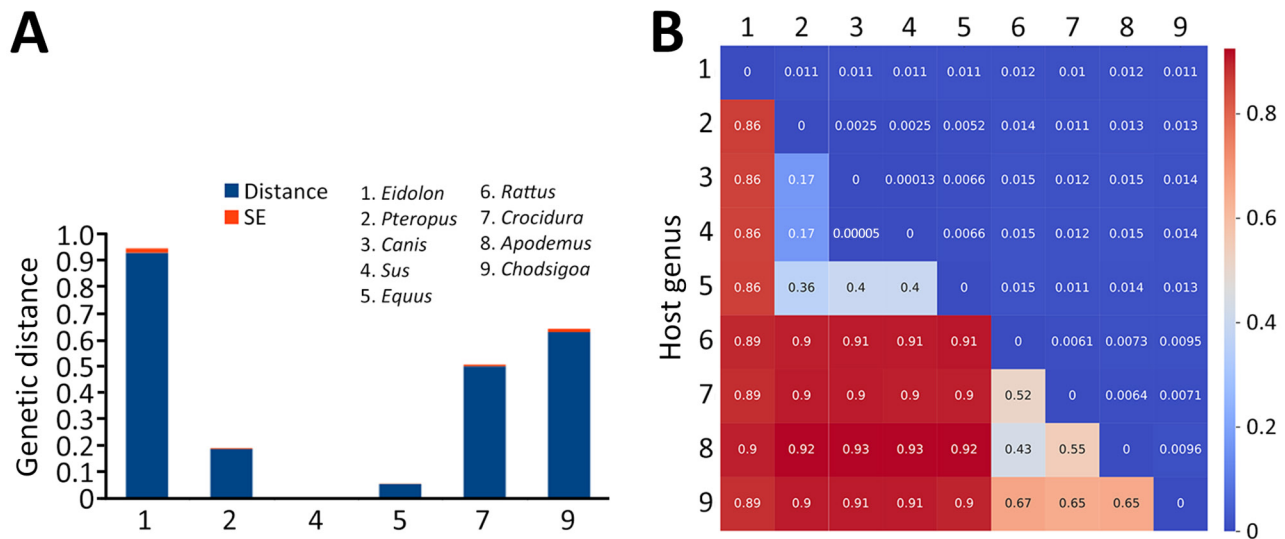 A
Distance
SE
1. Eidolon
2. Pteropus
3. Canis
4. Sus
5. Equus
6. Rattus
7. Crocidura
8. Apodemus
9. Chodsigoa
Genetic distance
1.0
0.9
0.8
0.7
0.6
0.5
0.4
0.3
0.2
0.1
0
1 2 4 5 7 9
B
1 2 3 4 5 6 7 8 9
Host genus
1 0 0.011 0.011 0.011 0.011 0.012 0.01 0.012 0.011
2 0.86 0 0.0025 0.0025 0.0052 0.014 0.011 0.013 0.013
3 0.86 0.17 0 0.00013 0.0066 0.015 0.012 0.015 0.014
4 0.86 0.17 0.00005 0 0.0066 0.015 0.012 0.015 0.014
5 0.86 0.36 0.4 0.4 0 0.015 0.011 0.014 0.013
6 0.89 0.9 0.91 0.91 0.91 0 0.0061 0.0073 0.0095
7 0.89 0.9 0.9 0.9 0.9 0.52 0 0.0064 0.0071
8 0.9 0.92 0.93 0.93 0.92 0.43 0.55 0 0.0096
9 0.89 0.9 0.91 0.91 0.9 0.67 0.65 0.65 0
0.8
0.6
0.4
0.2
0